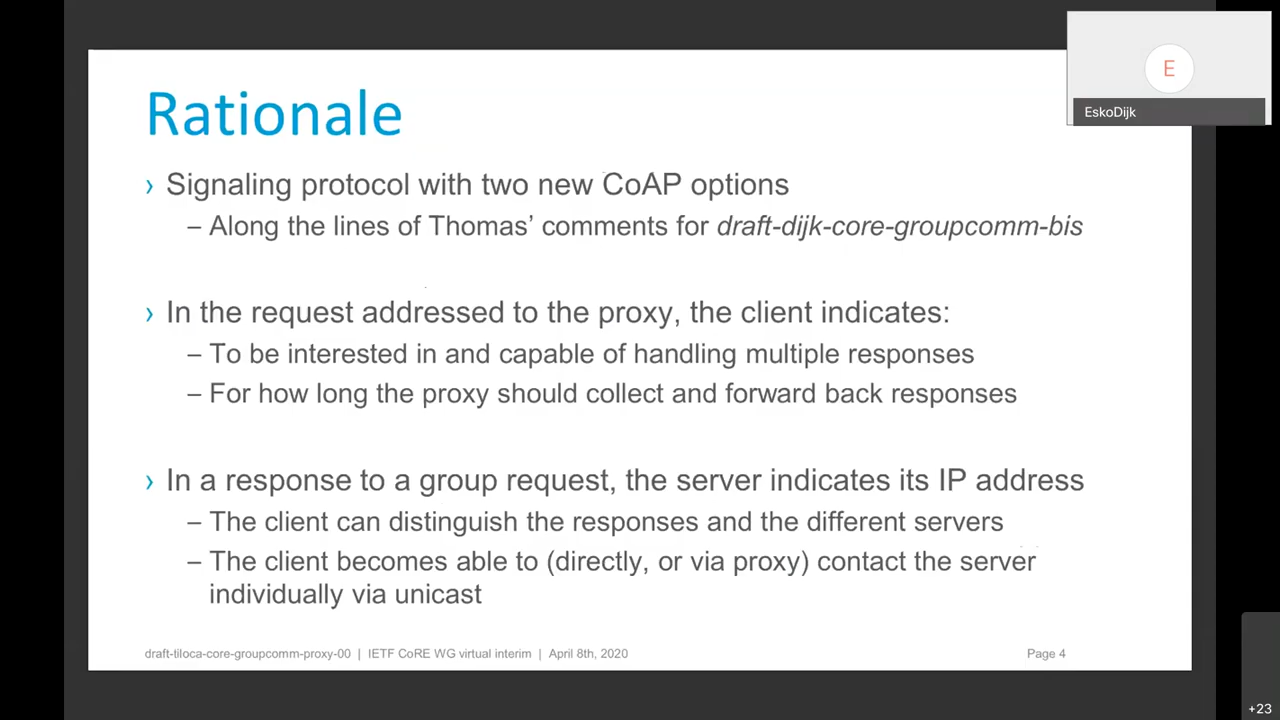 Rationale
› Signaling protocol with two new CoAP options
– Along the lines of Thomas’ comments for draft-dijk-core-groupcomm-bis
› In the request addressed to the proxy, the client indicates:
– To be interested in and capable of handling multiple responses
– For how long the proxy should collect and forward back responses
› In a response to a group request, the server indicates its IP address
– The client can distinguish the responses and the different servers
– The client becomes able to (directly, or via proxy) contact the server
individually via unicast
draft-tiloca-core-groupcomm-proxy-00 | IETF CoRE WG virtual interim | April 8th, 2020
Page 4
E
EskoDijk
+23